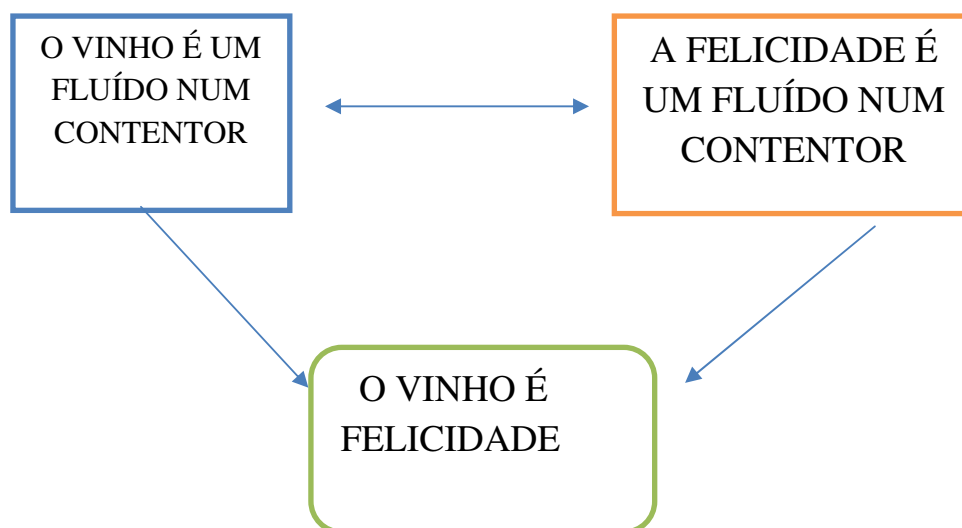 O VINHO É UM
FLUÍDO NUM
CONTENTOR
A FELICIDADE É
UM FLUÍDO NUM
CONTENTOR
O VINHO É
FELICIDADE